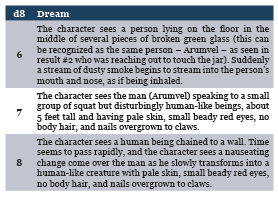 d8 Dream
The character sees a person lying on the floor in the
middle of several pieces of broken green glass (this can
be recognized as the same person – Arumvel – as seen in
6 result #2 who was reaching out to touch the jar). Suddenly
a stream of dusty smoke begins to stream into the person's
mouth and nose, as if being inhaled.
The character sees the man (Arumvel) speaking to a small
group of squat but disturbingly human-like beings, about
7 5 feet tall and having pale skin, small beady red eyes, no
body hair, and nails overgrown to claws.
The character sees a human being chained to a wall. Time
seems to pass rapidly, and the character sees a nauseating
8 change come over the man as he slowly transforms into a
human-like creature with pale skin, small beady red eyes,
no body hair, and nails overgrown to claws.